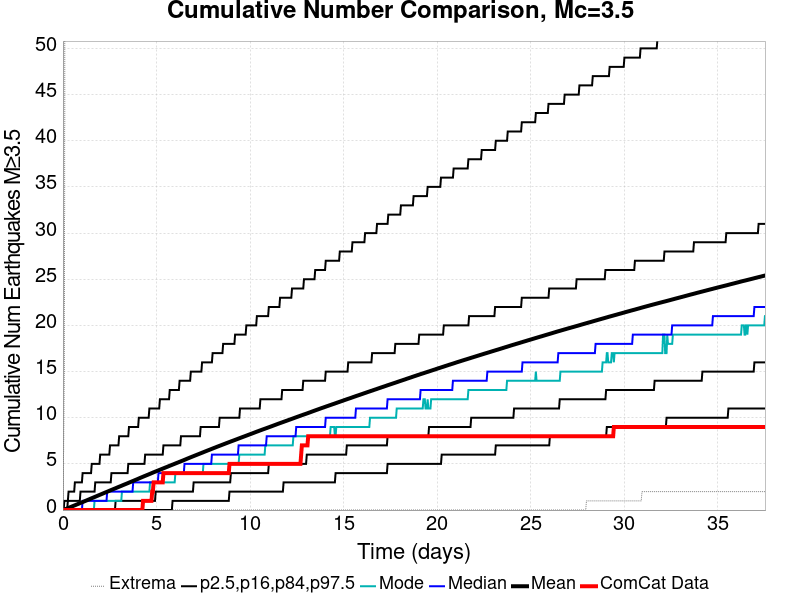 Cumulative Number Comparison, Mc=3.5
Cumulative Num Earthquakes M≥3.5
50
45
40
35
30
25
20
15
10
5
0
0 5 10 15 20 25 30 35
Time (days)
Extrema p2.5,p16,p84,p97.5 Mode Median Mean ComCat Data